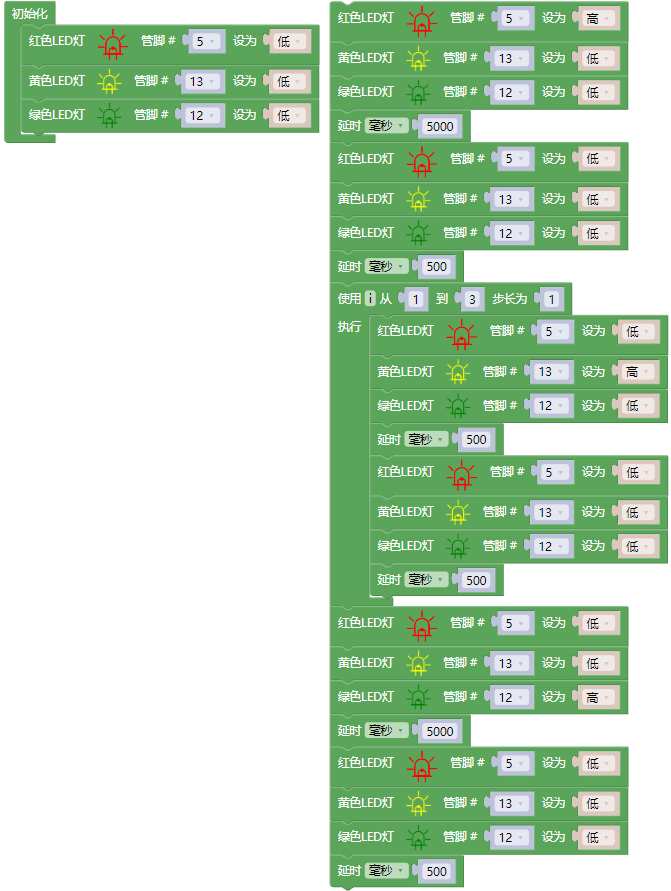 初始化
红色LED灯 管脚 # 5 设为 低
黄色LED灯 管脚 # 13 设为 低
绿色LED灯 管脚 # 12 设为 低
红色LED灯 管脚 # 5 设为 高
黄色LED灯 管脚 # 13 设为 低
绿色LED灯 管脚 # 12 设为 低
延时 毫秒 5000
红色LED灯 管脚 # 5 设为 低
黄色LED灯 管脚 # 13 设为 低
绿色LED灯 管脚 # 12 设为 低
延时 毫秒 500
使用 i 从 1 到 3 步长为 1
执行 红色LED灯 管脚 # 5 设为 低
黄色LED灯 管脚 # 13 设为 高
绿色LED灯 管脚 # 12 设为 低
延时 毫秒 500
红色LED灯 管脚 # 5 设为 低
黄色LED灯 管脚 # 13 设为 低
绿色LED灯 管脚 # 12 设为 低
延时 毫秒 500
红色LED灯 管脚 # 5 设为 低
黄色LED灯 管脚 # 13 设为 低
绿色LED灯 管脚 # 12 设为 高
延时 毫秒 5000
红色LED灯 管脚 # 5 设为 低
黄色LED灯 管脚 # 13 设为 低
绿色LED灯 管脚 # 12 设为 低
延时 毫秒 500